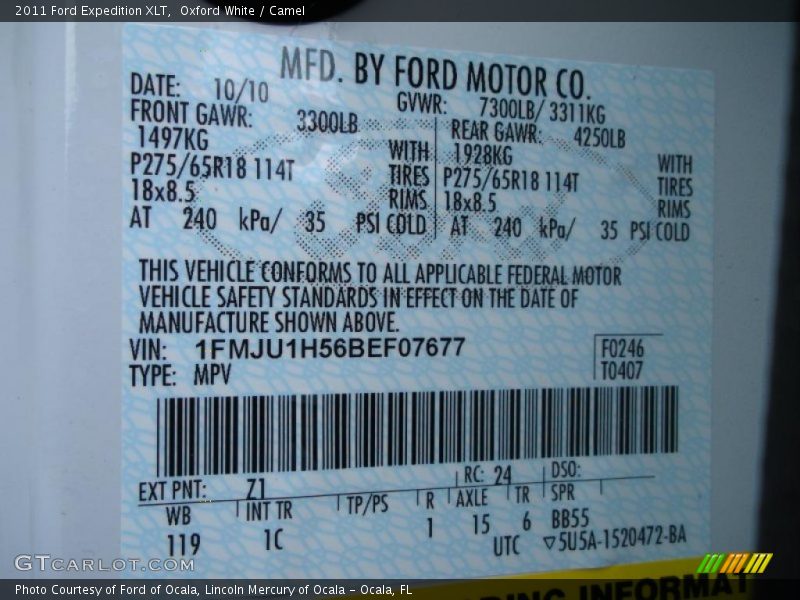 2011 Ford Expedition XLT, Oxford White / Camel
MFD. BY FORD MOTOR CO.
DATE: 10/10 GVWR: 7300LB/ 3311KG
FRONT GAWR: 3300LB REAR GAWR: 4250LB
1497KG WITH 1928KG WITH
P275/65R18 114T TIRES P275/65R18 114T TIRES
18x8.5 RIMS 18x8.5 RIMS
AT 240 kPa/ 35 PSI COLD AT 240 kPa/ 35 PSI COLD
THIS VEHICLE CONFORMS TO ALL APPLICABLE FEDERAL MOTOR
VEHICLE SAFETY STANDARDS IN EFFECT ON THE DATE OF
MANUFACTURE SHOWN ABOVE.
VIN: 1FMJU1H56BEF07677 F0246
TYPE: MPV T0407
EXT PNT: Z1 RC: 24 DSO:
WB INT TR TP/PS R AXLE TR SPR
119 1C 1 15 6 BB55
UTC ▽5U5A-1520472-BA
GTCARLOT.COM
Photo Courtesy of Ford of Ocala, Lincoln Mercury of Ocala - Ocala, FL